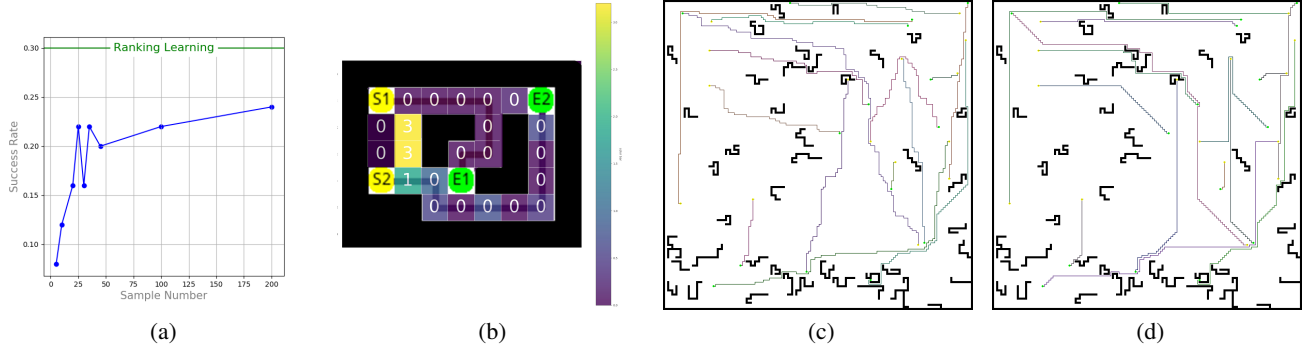 Ranking Learning
0.30
0.25
0.20
0.15
0.10
Success Rate
0 25 50 75 100 125 150 175 200
Sample Number
(a)
S1 0 0 0 0 0 E2
0 3 0 0
0 3 0 0 0
S2 1 0 E1 0
0 0 0 0 0
(b)
(c)
(d)